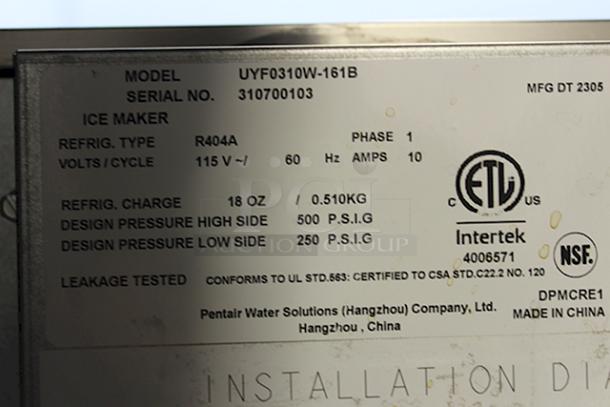 MODEL UYF0310W-161B
SERIAL NO. 310700103
MFG DT 2305
ICE MAKER
REFRIG. TYPE R404A PHASE 1
VOLTS / CYCLE 115 V ~/ 60 Hz AMPS 10
REFRIG. CHARGE 18 OZ / 0.510KG
DESIGN PRESSURE HIGH SIDE 500 P.S.I.G
DESIGN PRESSURE LOW SIDE 250 P.S.I.G
C ETL US
Intertek
4006571
NSF.
LEAKAGE TESTED CONFORMS TO UL STD.563: CERTIFIED TO CSA STD.C22.2 NO. 120
DPMCRE1
Pentair Water Solutions (Hangzhou) Company, Ltd. MADE IN CHINA
Hangzhou , China
INSTALLATION DIA
AUCTION GROUP